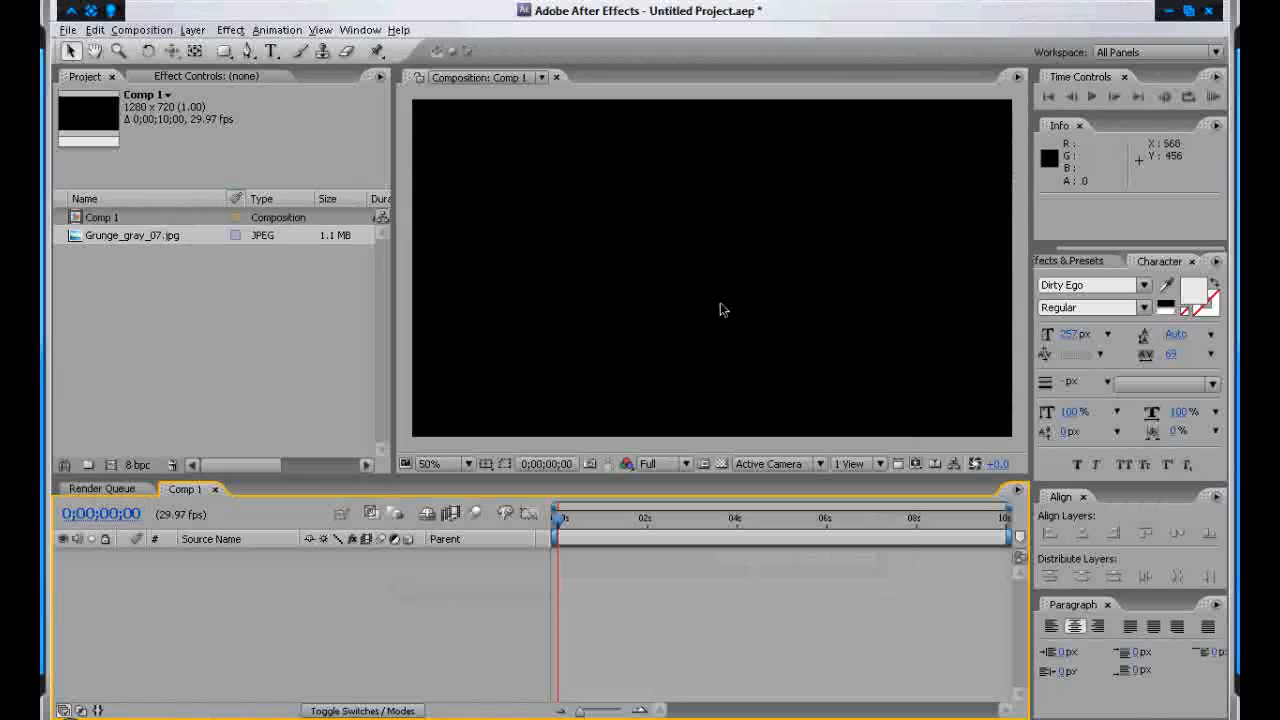 Adobe After Effects - Untitled Project.aep *
File Edit Composition Layer Effect Animation View Window Help
Workspace: All Panels
Project Effect Controls: (none)
Comp 1
1280 x 720 (1.00)
Δ 0;00;10;00, 29.97 fps
Name Type Size Dura
Comp 1 Composition
Grunge_gray_07.jpg JPEG 1.1 MB
8 bpc
Composition: Comp 1
50% 0;00;00;00 Full Active Camera 1 View +0.0
Time Controls
Info
R : X : 568
G : Y : 456
B :
A : .0
ffects & Presets Character
Dirty Ego
Regular
257 px Auto
69
- px
100 % 100 %
0 px 0 %
T T TT Tr T' T,
Align
Align Layers:
Distribute Layers:
Paragraph
0 px 0 px 0 p
0 px 0 px
Render Queue Comp 1
0;00;00;00 (29.97 fps)
0s 02s 04s 06s 08s 10s
# Source Name Parent
Toggle Switches / Modes